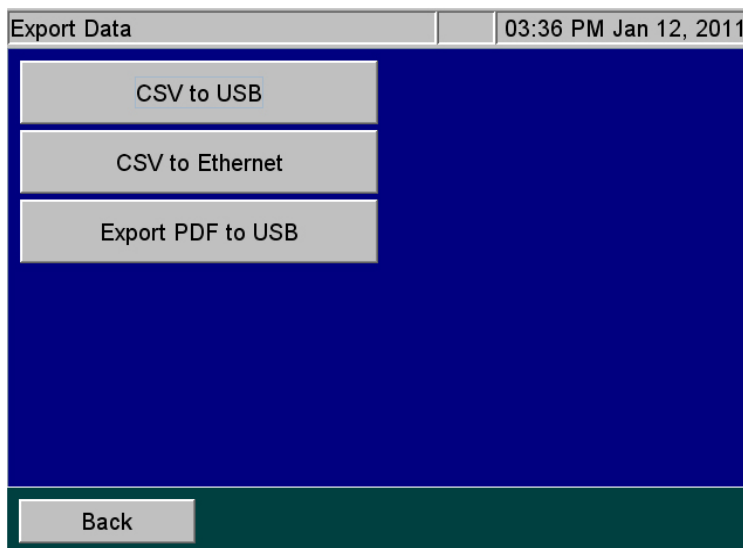 Export Data 03:36 PM Jan 12, 2011
CSV to USB
CSV to Ethernet
Export PDF to USB
Back